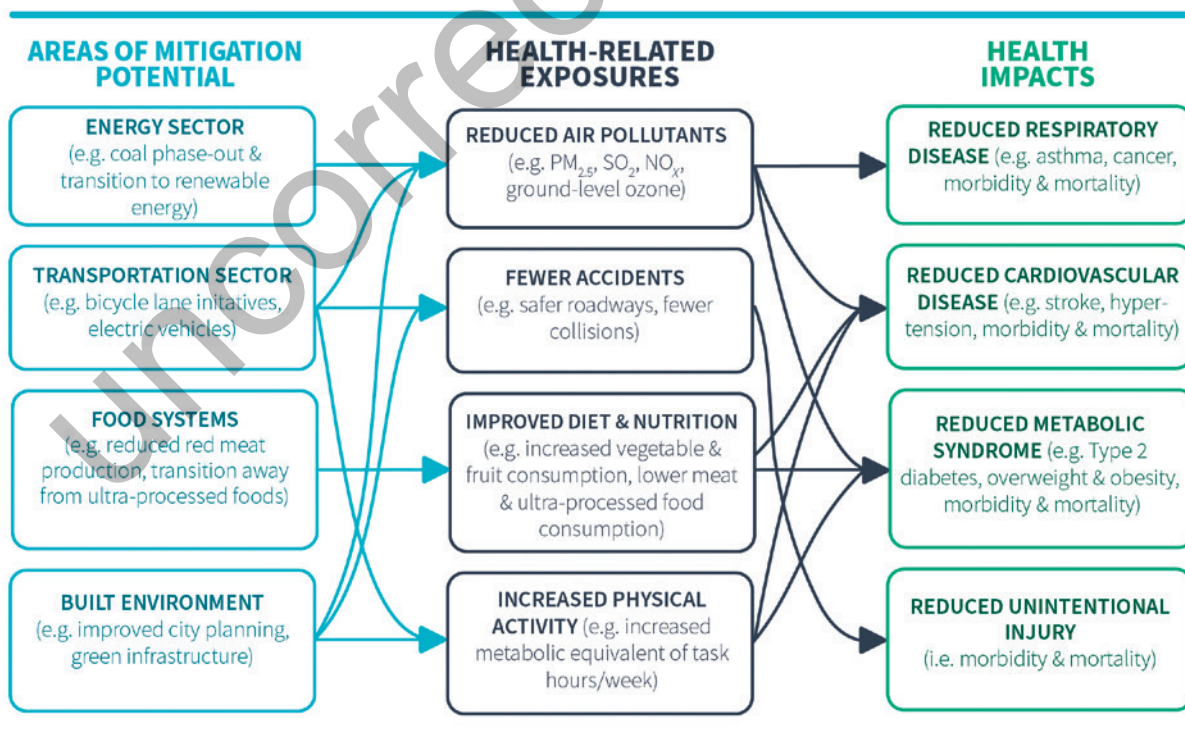 AREAS OF MITIGATION
POTENTIAL
ENERGY SECTOR
(e.g. coal phase-out &
transition to renewable
energy)
TRANSPORTATION SECTOR
(e.g. bicycle lane initatives,
electric vehicles)
FOOD SYSTEMS
(e.g. reduced red meat
production, transition away
from ultra-processed foods)
BUILT ENVIRONMENT
(e.g. improved city planning,
green infrastructure)
HEALTH-RELATED
EXPOSURES
REDUCED AIR POLLUTANTS
(e.g. PM2.5, SO2, NOx,
ground-level ozone)
FEWER ACCIDENTS
(e.g. safer roadways, fewer
collisions)
IMPROVED DIET & NUTRITION
(e.g. increased vegetable &
fruit consumption, lower meat
& ultra-processed food
consumption)
INCREASED PHYSICAL
ACTIVITY (e.g. increased
metabolic equivalent of task
hours/week)
HEALTH
IMPACTS
REDUCED RESPIRATORY
DISEASE (e.g. asthma, cancer,
morbidity & mortality)
REDUCED CARDIOVASCULAR
DISEASE (e.g. stroke, hyper-
tension, morbidity & mortality)
REDUCED METABOLIC
SYNDROME (e.g. Type 2
diabetes, overweight & obesity,
morbidity & mortality)
REDUCED UNINTENTIONAL
INJURY
(i.e. morbidity & mortality)
uncorrec